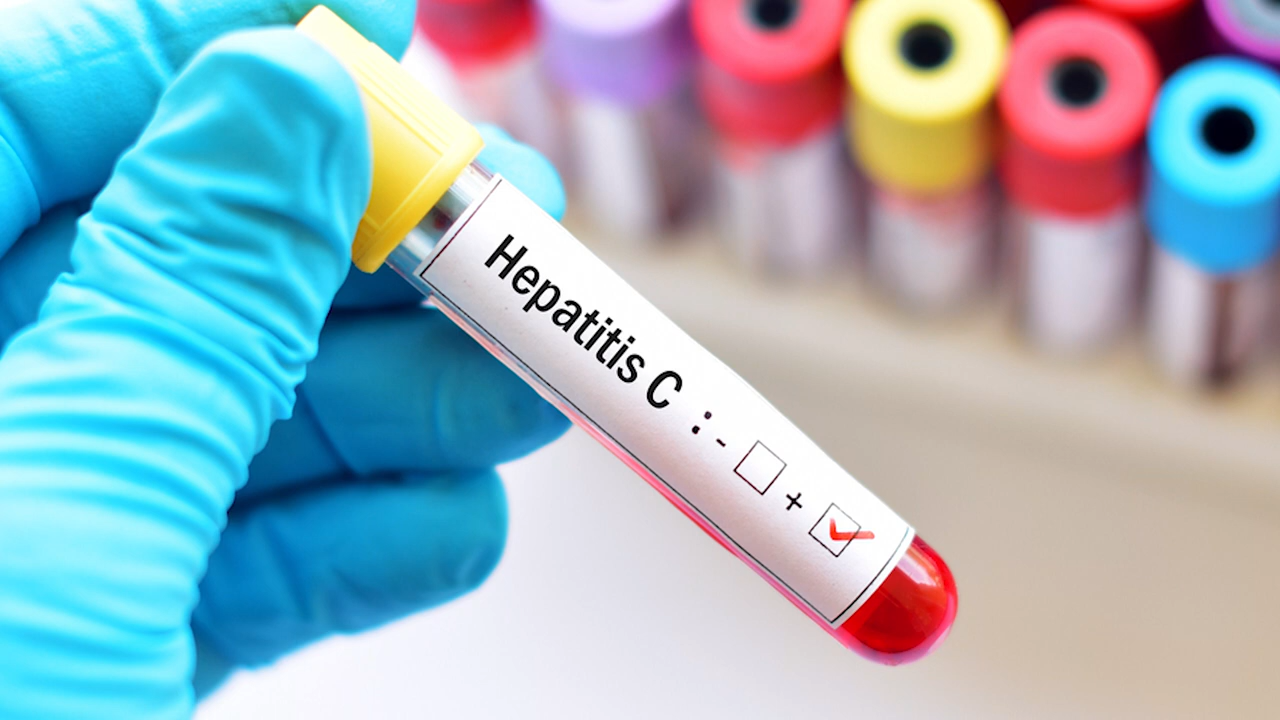 Hepatitis C : - ☐ + ☑